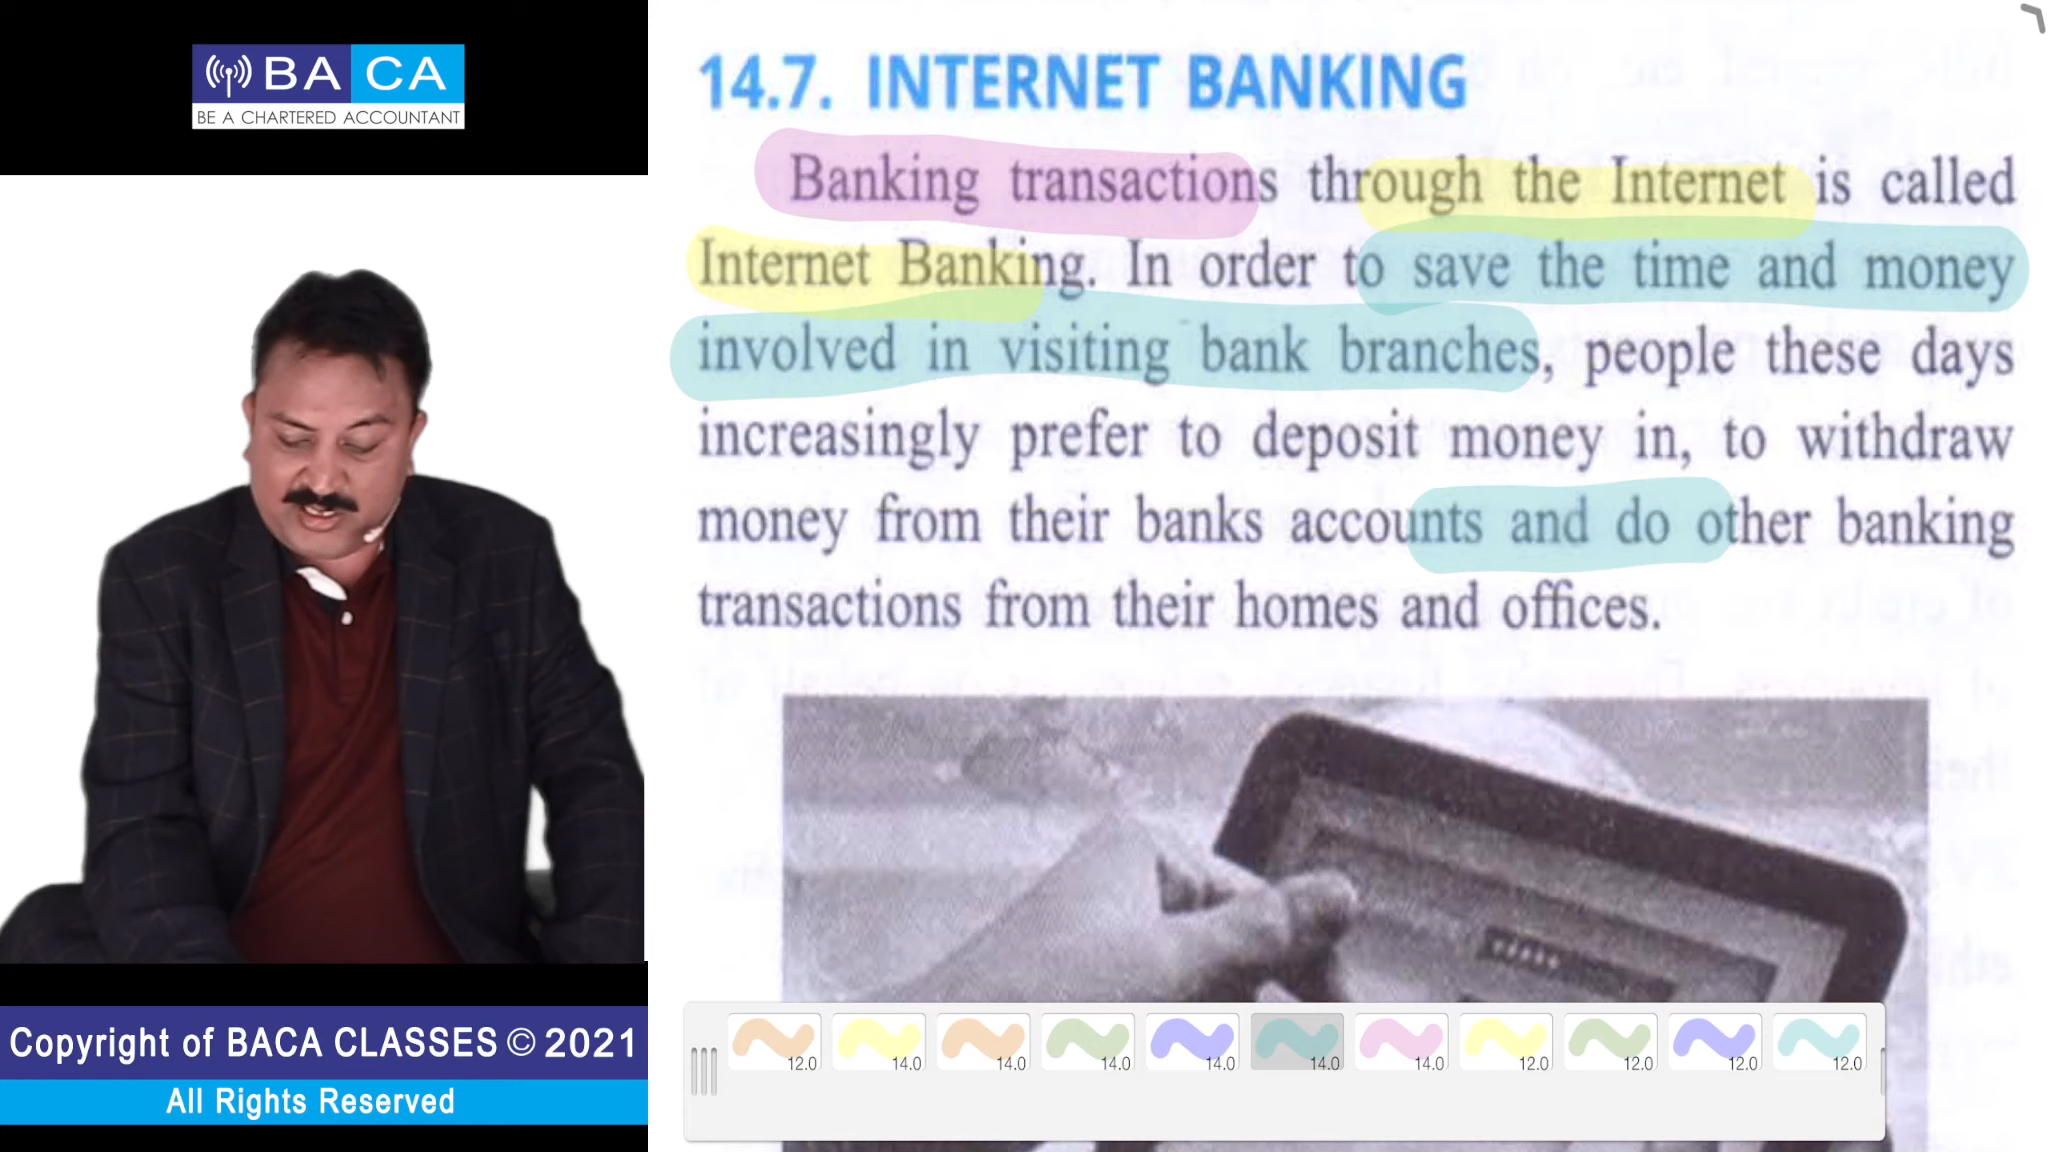 BA CA
BE A CHARTERED ACCOUNTANT
14.7. INTERNET BANKING
Banking transactions through the Internet is called
Internet Banking. In order to save the time and money
involved in visiting bank branches, people these days
increasingly prefer to deposit money in, to withdraw
money from their banks accounts and do other banking
transactions from their homes and offices.
12.0 14.0 14.0 14.0 14.0 14.0 14.0 12.0 12.0 12.0 12.0
Copyright of BACA CLASSES © 2021
All Rights Reserved